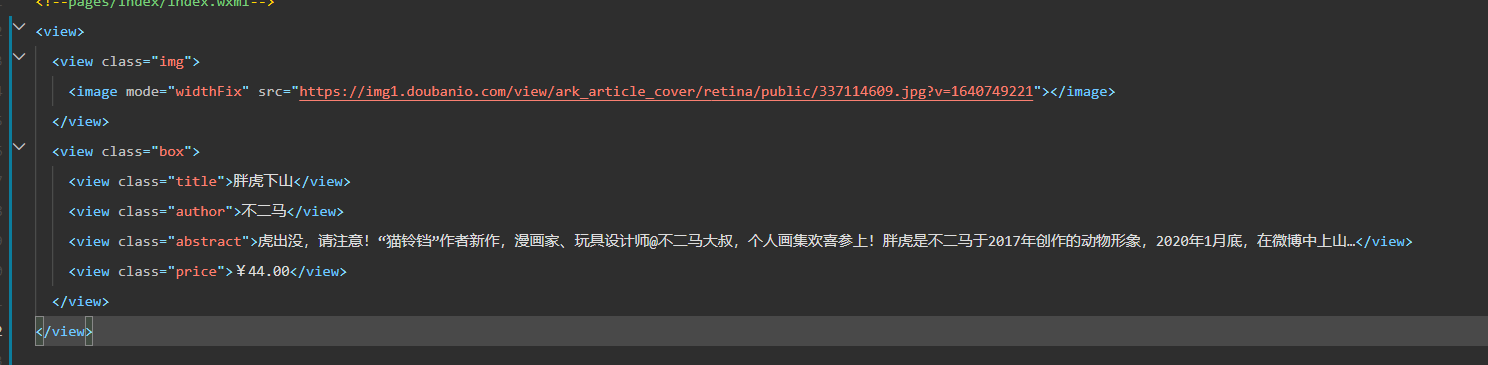 <!--pages/index/index.wxml-->
<view>
<view class="img">
<image mode="widthFix" src="https://img1.doubanio.com/view/ark_article_cover/retina/public/337114609.jpg?v=1640749221"></image>
</view>
<view class="box">
<view class="title">胖虎下山</view>
<view class="author">不二马</view>
<view class="abstract">虎出没，请注意！“猫铃铛”作者新作，漫画家、玩具设计师@不二马大叔，个人画集欢喜参上！胖虎是不二马于2017年创作的动物形象，2020年1月底，在微博中上山…</view>
<view class="price">￥44.00</view>
</view>
</view>